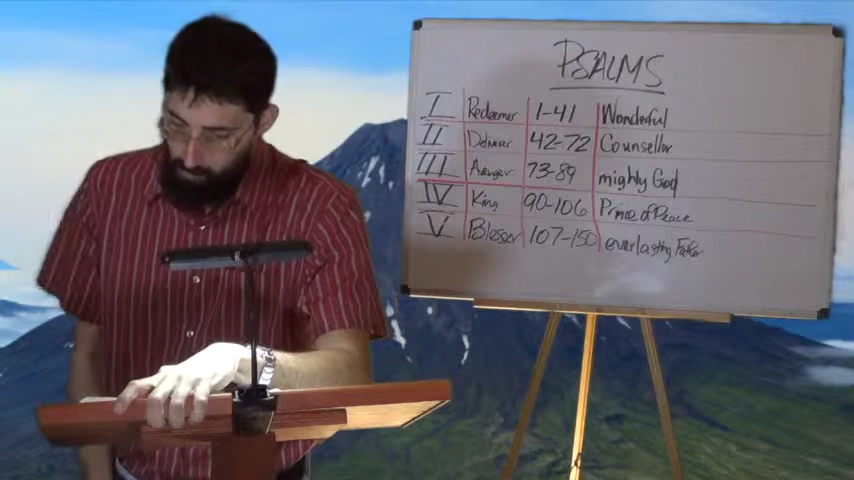 PSALMS
I Redeemer 1-41 Wonderful
II Deliverer 42-72 Counsellor
III Avenger 73-89 mighty God
IV King 90-106 Prince of Peace
V Blesser 107-150 everlasting Father